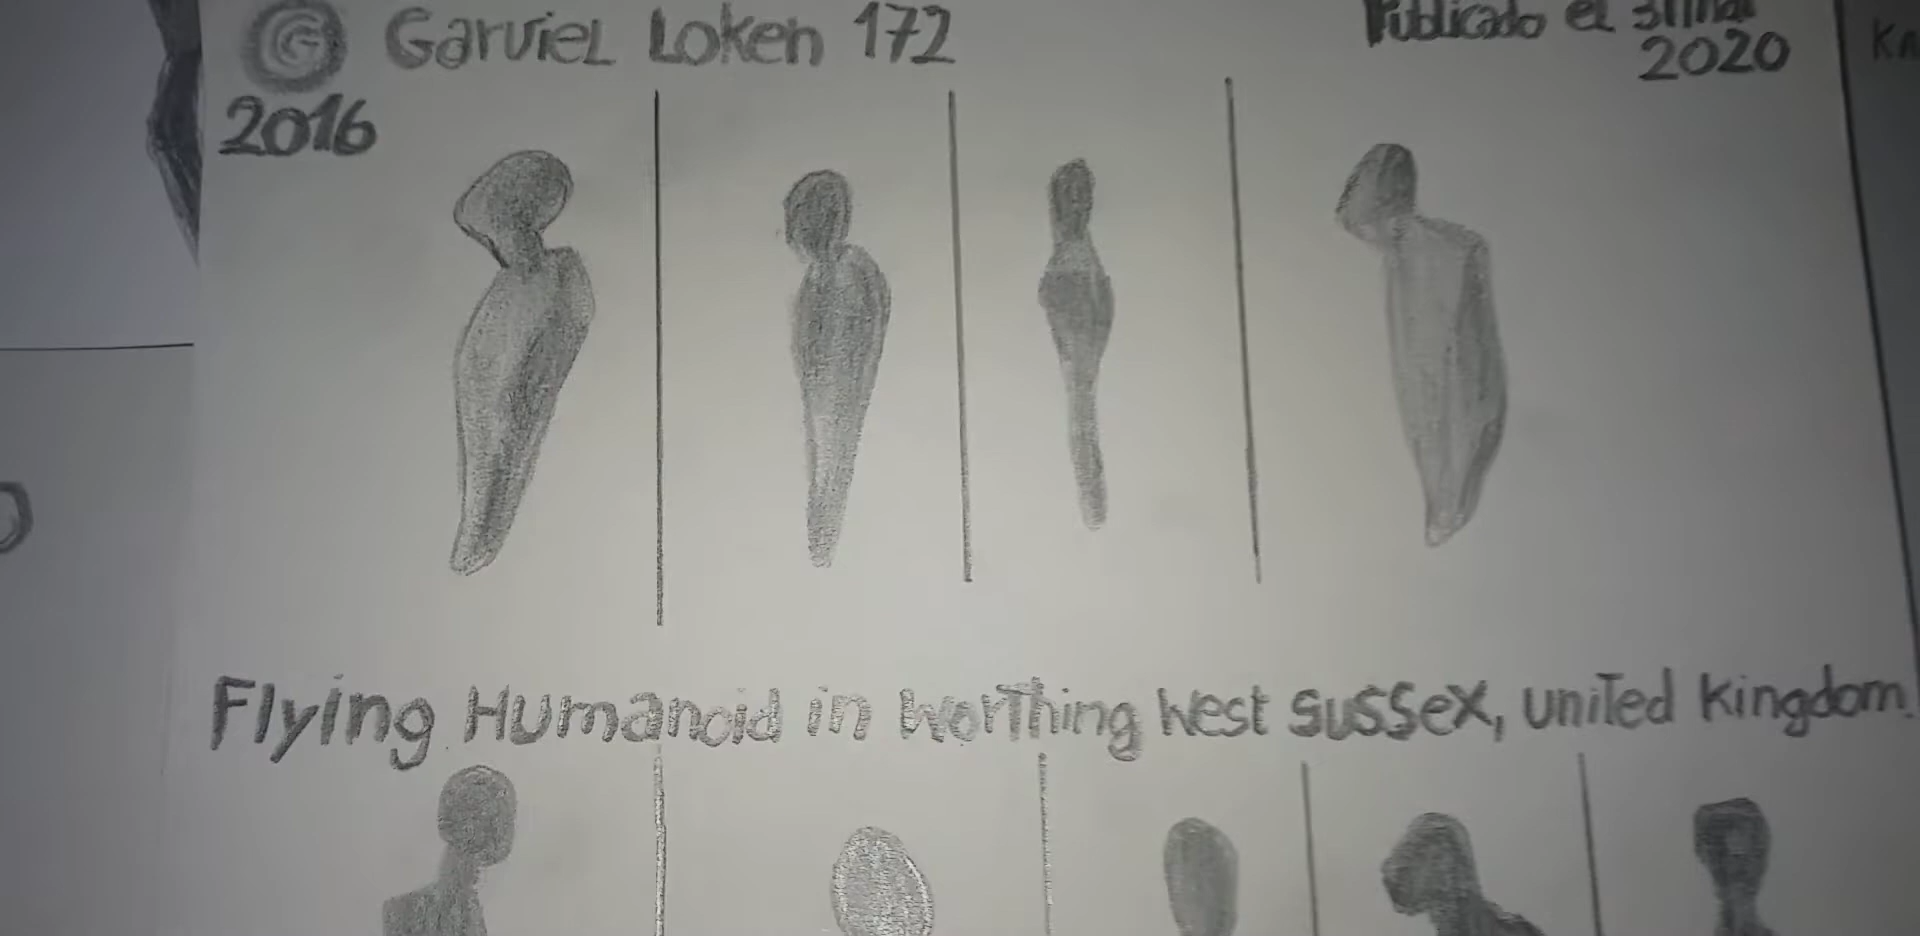 © Garviel Loken 172
Publicado el
2020
2016
Flying Humanoid in Worthing West Sussex, United Kingdom.